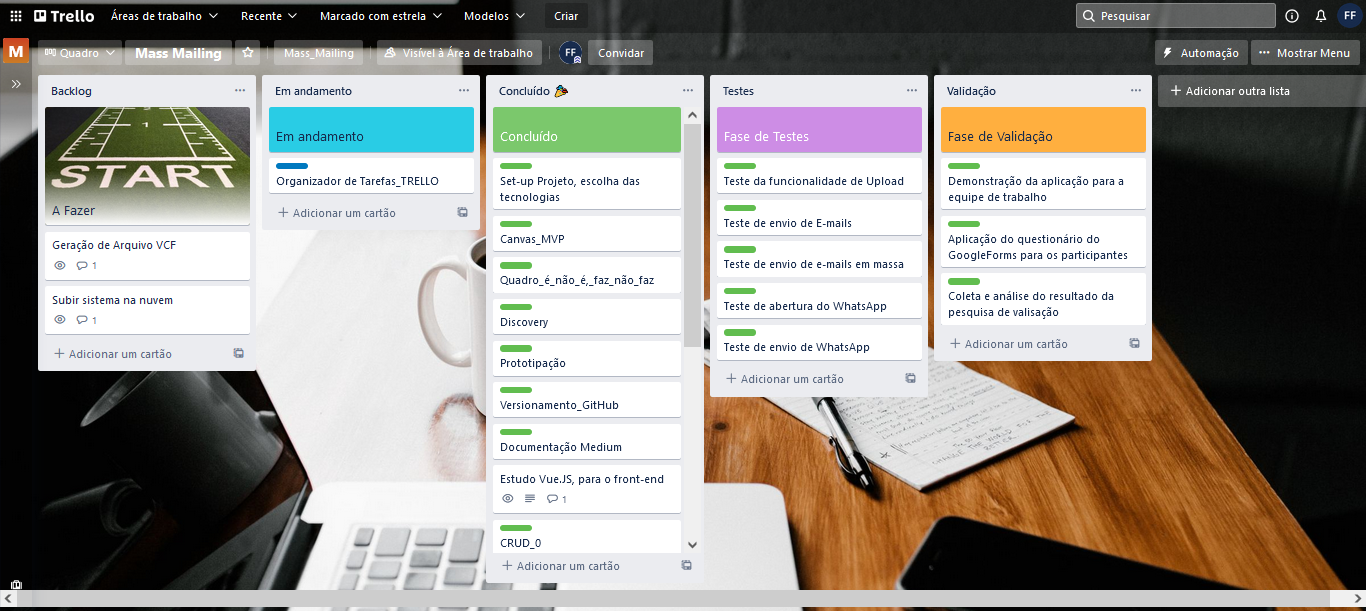 Trello
Áreas de trabalho
Recente
Marcado com estrela
Modelos
Criar
Pesquisar
FF
M
Quadro
Mass Mailing
Mass_Mailing
Visível à Área de trabalho
FF
Convidar
Automação
Mostrar Menu
Backlog
START
A Fazer
Geração de Arquivo VCF
1
Subir sistema na nuvem
1
Adicionar um cartão
Em andamento
Em andamento
Organizador de Tarefas_TRELLO
Adicionar um cartão
Concluído
Concluído
Set-up Projeto, escolha das
tecnologias
Canvas_MVP
Quadro_é_não_é,_faz_não_faz
Discovery
Prototipação
Versionamento_GitHub
Documentação Medium
Estudo VueJS, para o front-end
1
CRUD_0
Adicionar um cartão
Testes
Fase de Testes
Teste da funcionalidade de Upload
Teste de envio de E-mails
Teste de envio de e-mails em massa
Teste de abertura do WhatsApp
Teste de envio de WhatsApp
Adicionar um cartão
Validação
Fase de Validação
Demonstração da aplicação para a
equipe de trabalho
Aplicação do questionário do
GoogleForms para os participantes
Coleta e análise do resultado da
pesquisa de valisação
Adicionar um cartão
Adicionar outra lista